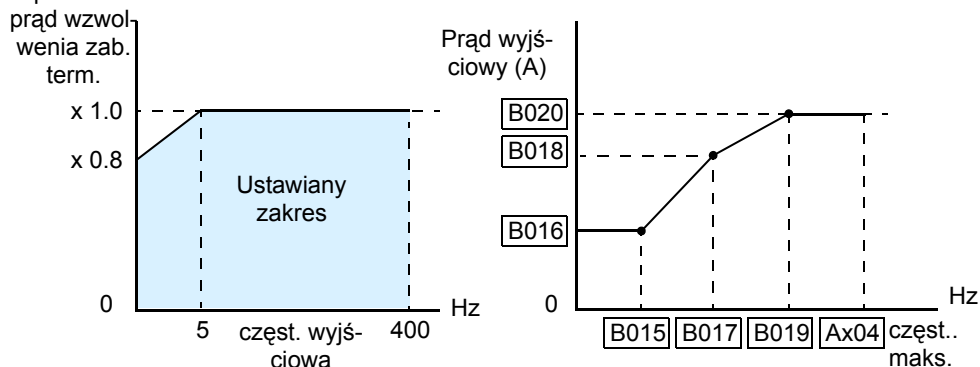 prąd wzwol-
wenia zab.
term.
x 1.0
x 0.8
Ustawiany
zakres
0
5
częst. wyjś-
ciowa
400
Hz
Prąd wyjś-
ciowy (A)
B020
B018
B016
0
Hz
B015
B017
B019
Ax04
częst..
maks.